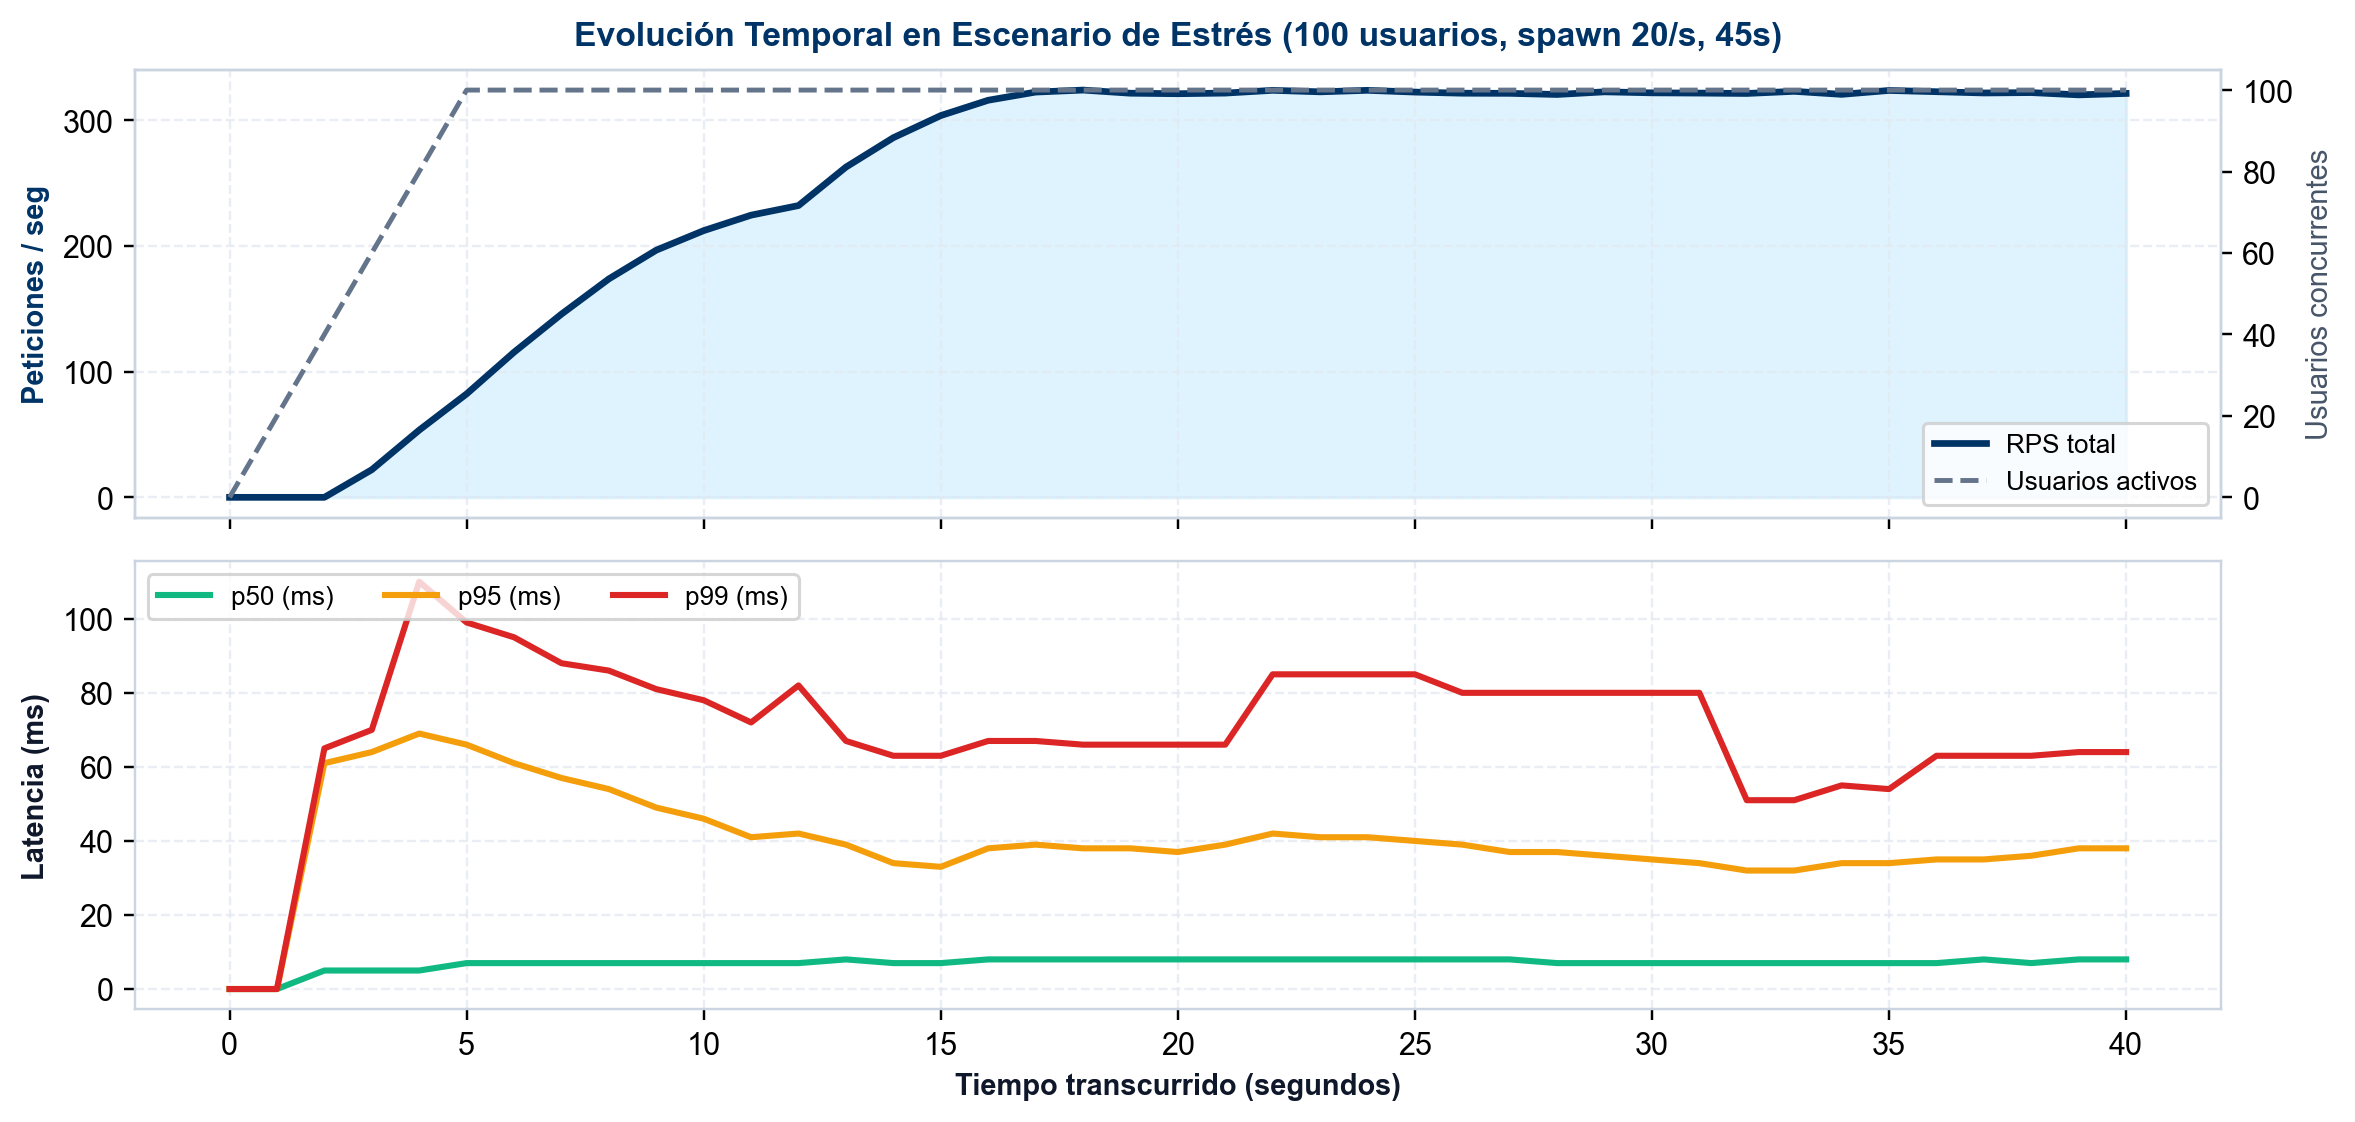 Evolución Temporal en Escenario de Estrés (100 usuarios, spawn 20/s, 45s)
Peticiones / seg
300
200
100
0
100
80
60
40
20
0
Usuarios concurrentes
RPS total
Usuarios activos
p50 (ms) p95 (ms) p99 (ms)
Latencia (ms)
100
80
60
40
20
0
0 5 10 15 20 25 30 35 40
Tiempo transcurrido (segundos)